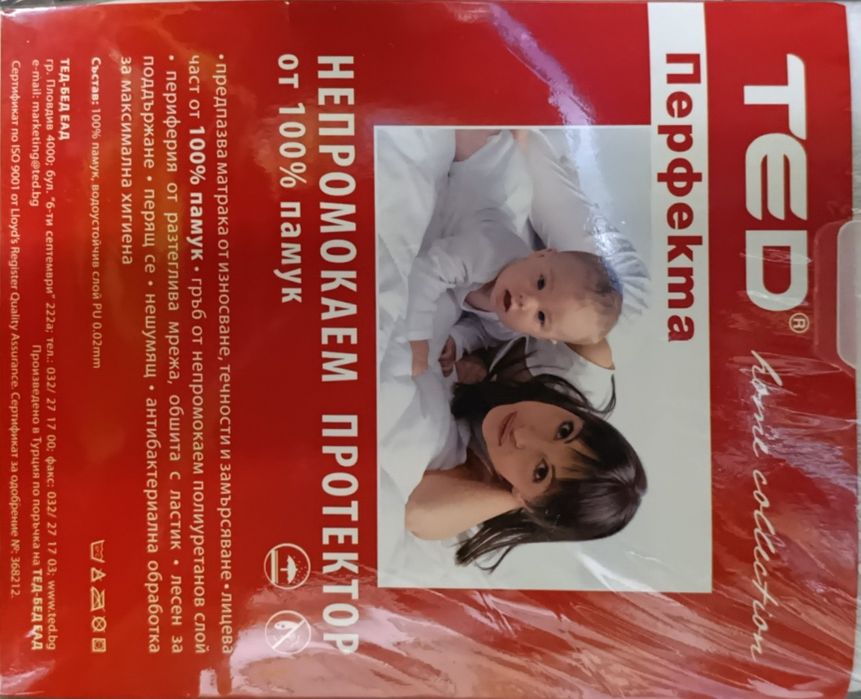 TED®
home collection
Перфекта
НЕПРОМОКАЕМ ПРОТЕКТОР
от 100% памук
• предпазва матрака от износване, течности и замърсяване • лицева
част от 100% памук • гръб от непромокаем полиуретанов слой
• периферия от разтеглива мрежа, обшита с ластик • лесен за
поддържане • перящ се • нешумящ • антибактериална обработка
за максимална хигиена
Състав: 100% памук, водоустойчив слой PU 0.02mm
ТЕД-БЕД ЕАД
гр. Пловдив 4000; бул. "6-ти септември" 222а; тел.: 032/ 27 17 00; факс: 032/ 27 17 03; www.ted.bg
e-mail: marketing@ted.bg Произведено в Турция по поръчка на ТЕД-БЕД ЕАД
Сертификат по ISO 9001 от Lloyd's Register Quality Assurance. Сертификат за одобрение №: 368212.